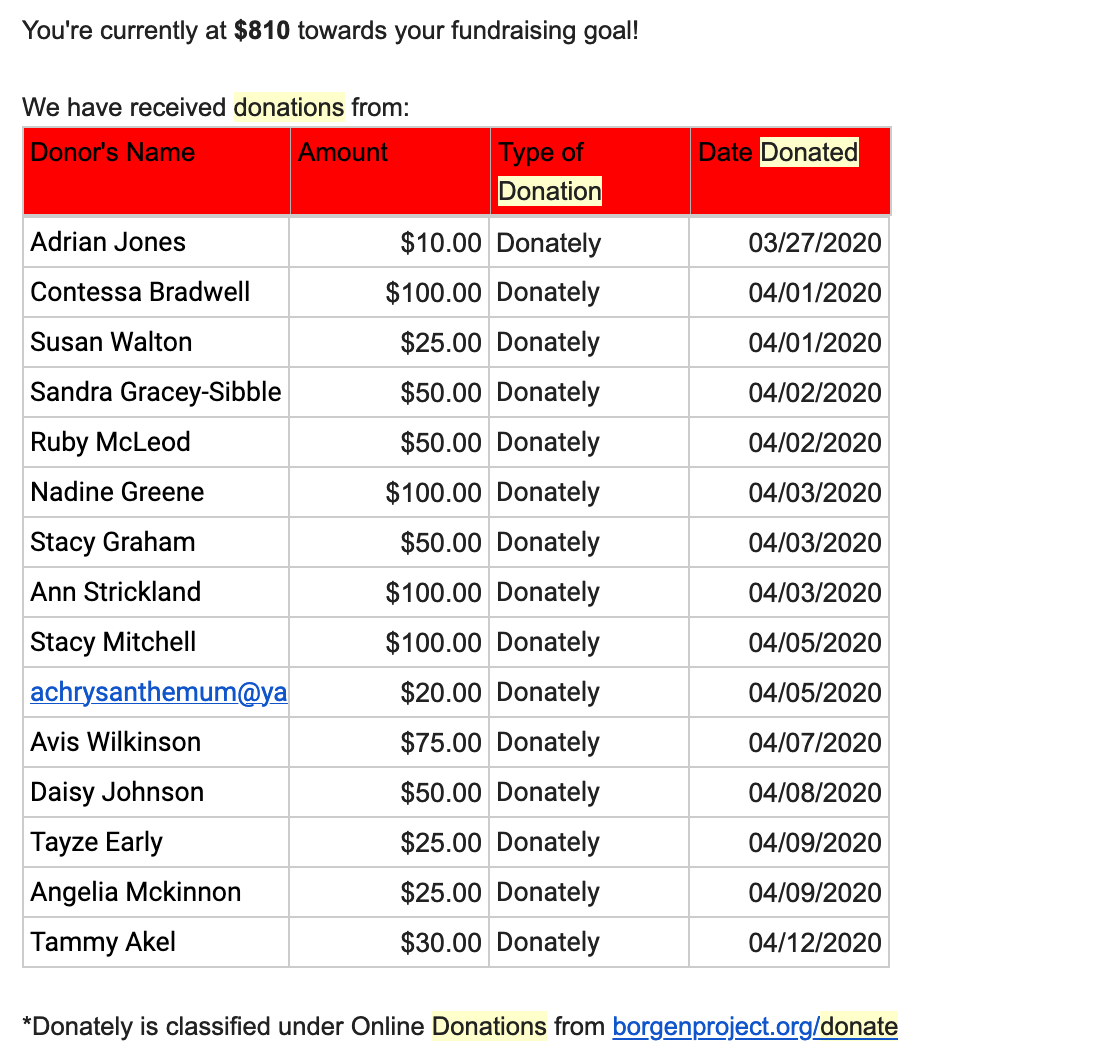 You're currently at $810 towards your fundraising goal!
We have received donations from:
Donor's Name Amount Type of Donation Date Donated
Adrian Jones $10.00 Donately 03/27/2020
Contessa Bradwell $100.00 Donately 04/01/2020
Susan Walton $25.00 Donately 04/01/2020
Sandra Gracey-Sibble $50.00 Donately 04/02/2020
Ruby McLeod $50.00 Donately 04/02/2020
Nadine Greene $100.00 Donately 04/03/2020
Stacy Graham $50.00 Donately 04/03/2020
Ann Strickland $100.00 Donately 04/03/2020
Stacy Mitchell $100.00 Donately 04/05/2020
achrysanthemum@ya $20.00 Donately 04/05/2020
Avis Wilkinson $75.00 Donately 04/07/2020
Daisy Johnson $50.00 Donately 04/08/2020
Tayze Early $25.00 Donately 04/09/2020
Angelia Mckinnon $25.00 Donately 04/09/2020
Tammy Akel $30.00 Donately 04/12/2020
*Donately is classified under Online Donations from borgenproject.org/donate